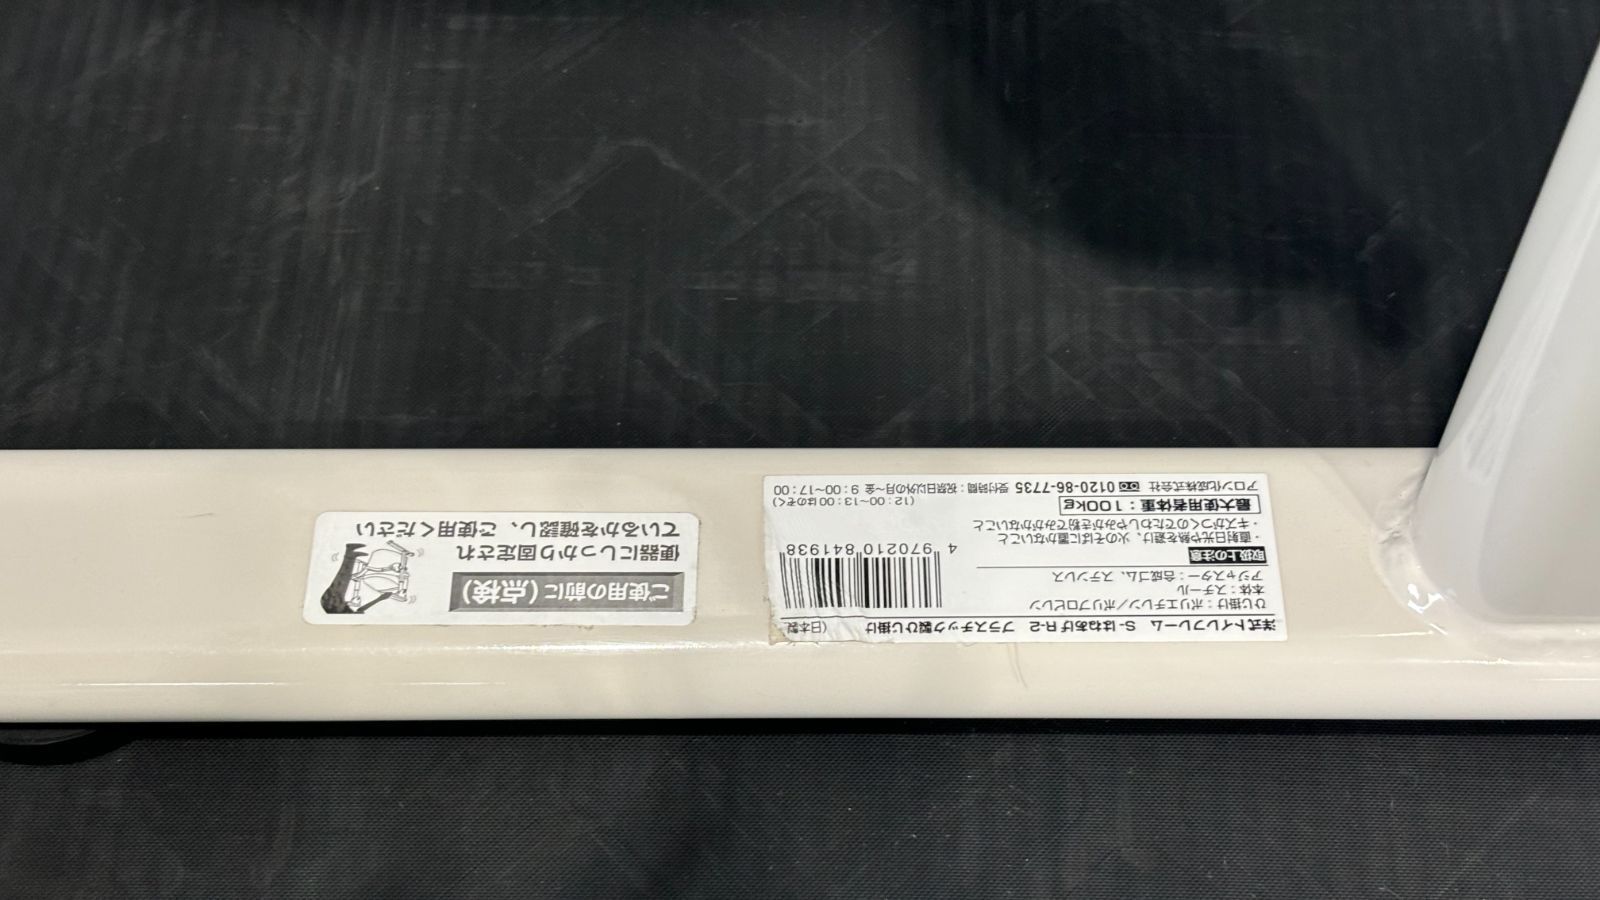 洋式トイレフレーム S-はねあげR-2 プラスチック製ひじ掛け (日本製
ひじ掛け：ポリエチレン/ポリプロピレン
本体：スチール
アジャスター：合成ゴム、ステンレス
4 970210 841938
取扱上の注意
・直射日光や熱を避け、火のそばに置かないこと
・キズがつくのでたわしやみがき粉でみがかないこと
最大使用者体重：100kg
アロン化成株式会社 0120-86-7735 受付時間：祝祭日以外の月～金 9：00~17：00
(12：00~13：00はのぞく)
ご使用の前に(点検)
便器にしっかり固定され
ているかを確認し、ご使用ください